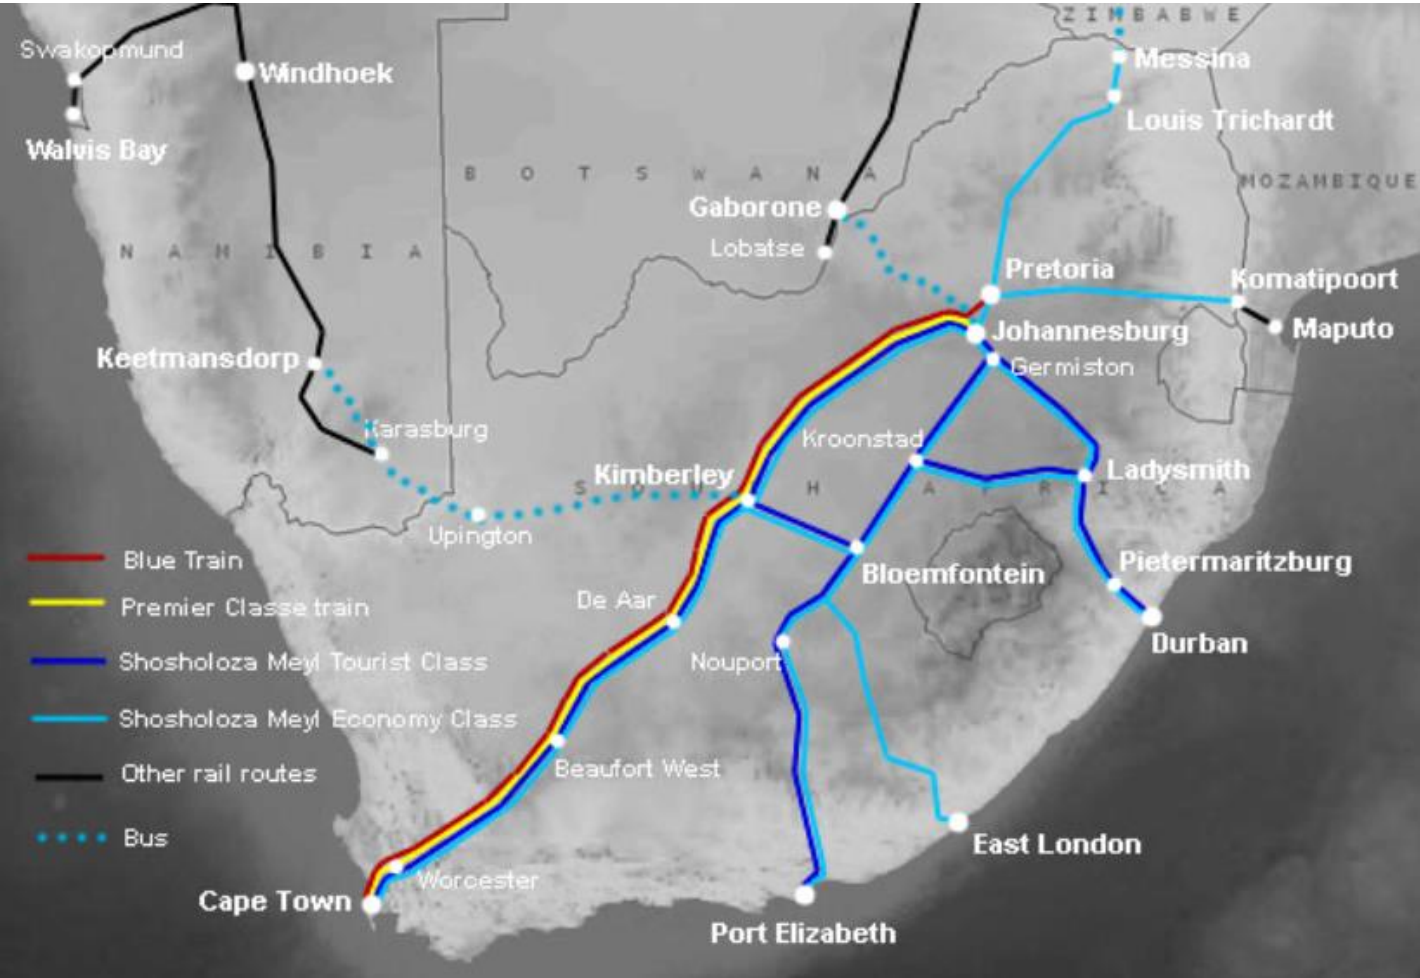 ZIMBABWE
Swakopmund
Messina
Windhoek
Louis Trichardt
Walvis Bay
BOTSWANA
MOZAMBIQUE
Gaborone
NAMIBIA
Lobatse
Pretoria
Komatipoort
Johannesburg
Maputo
Keetmansdorp
Germiston
Karasburg
Kroonstad
Kimberley
Ladysmith
SOUTH AFRICA
Upington
Blue Train
Pietermaritzburg
Bloemfontein
De Aar
Premier Classe train
Durban
Shosholoza Meyl Tourist Class
Nouport
Shosholoza Meyl Economy Class
Beaufort West
Other rail routes
Bus
East London
Worcester
Cape Town
Port Elizabeth